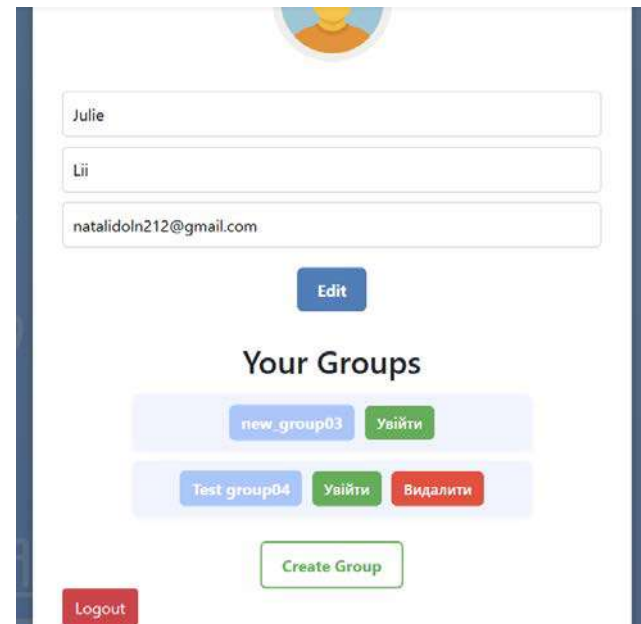 Julie
Lii
natalidoln212@gmail.com
Edit
Your Groups
new_group03 Увійти
Test group04 Увійти Видалити
Create Group
Logout